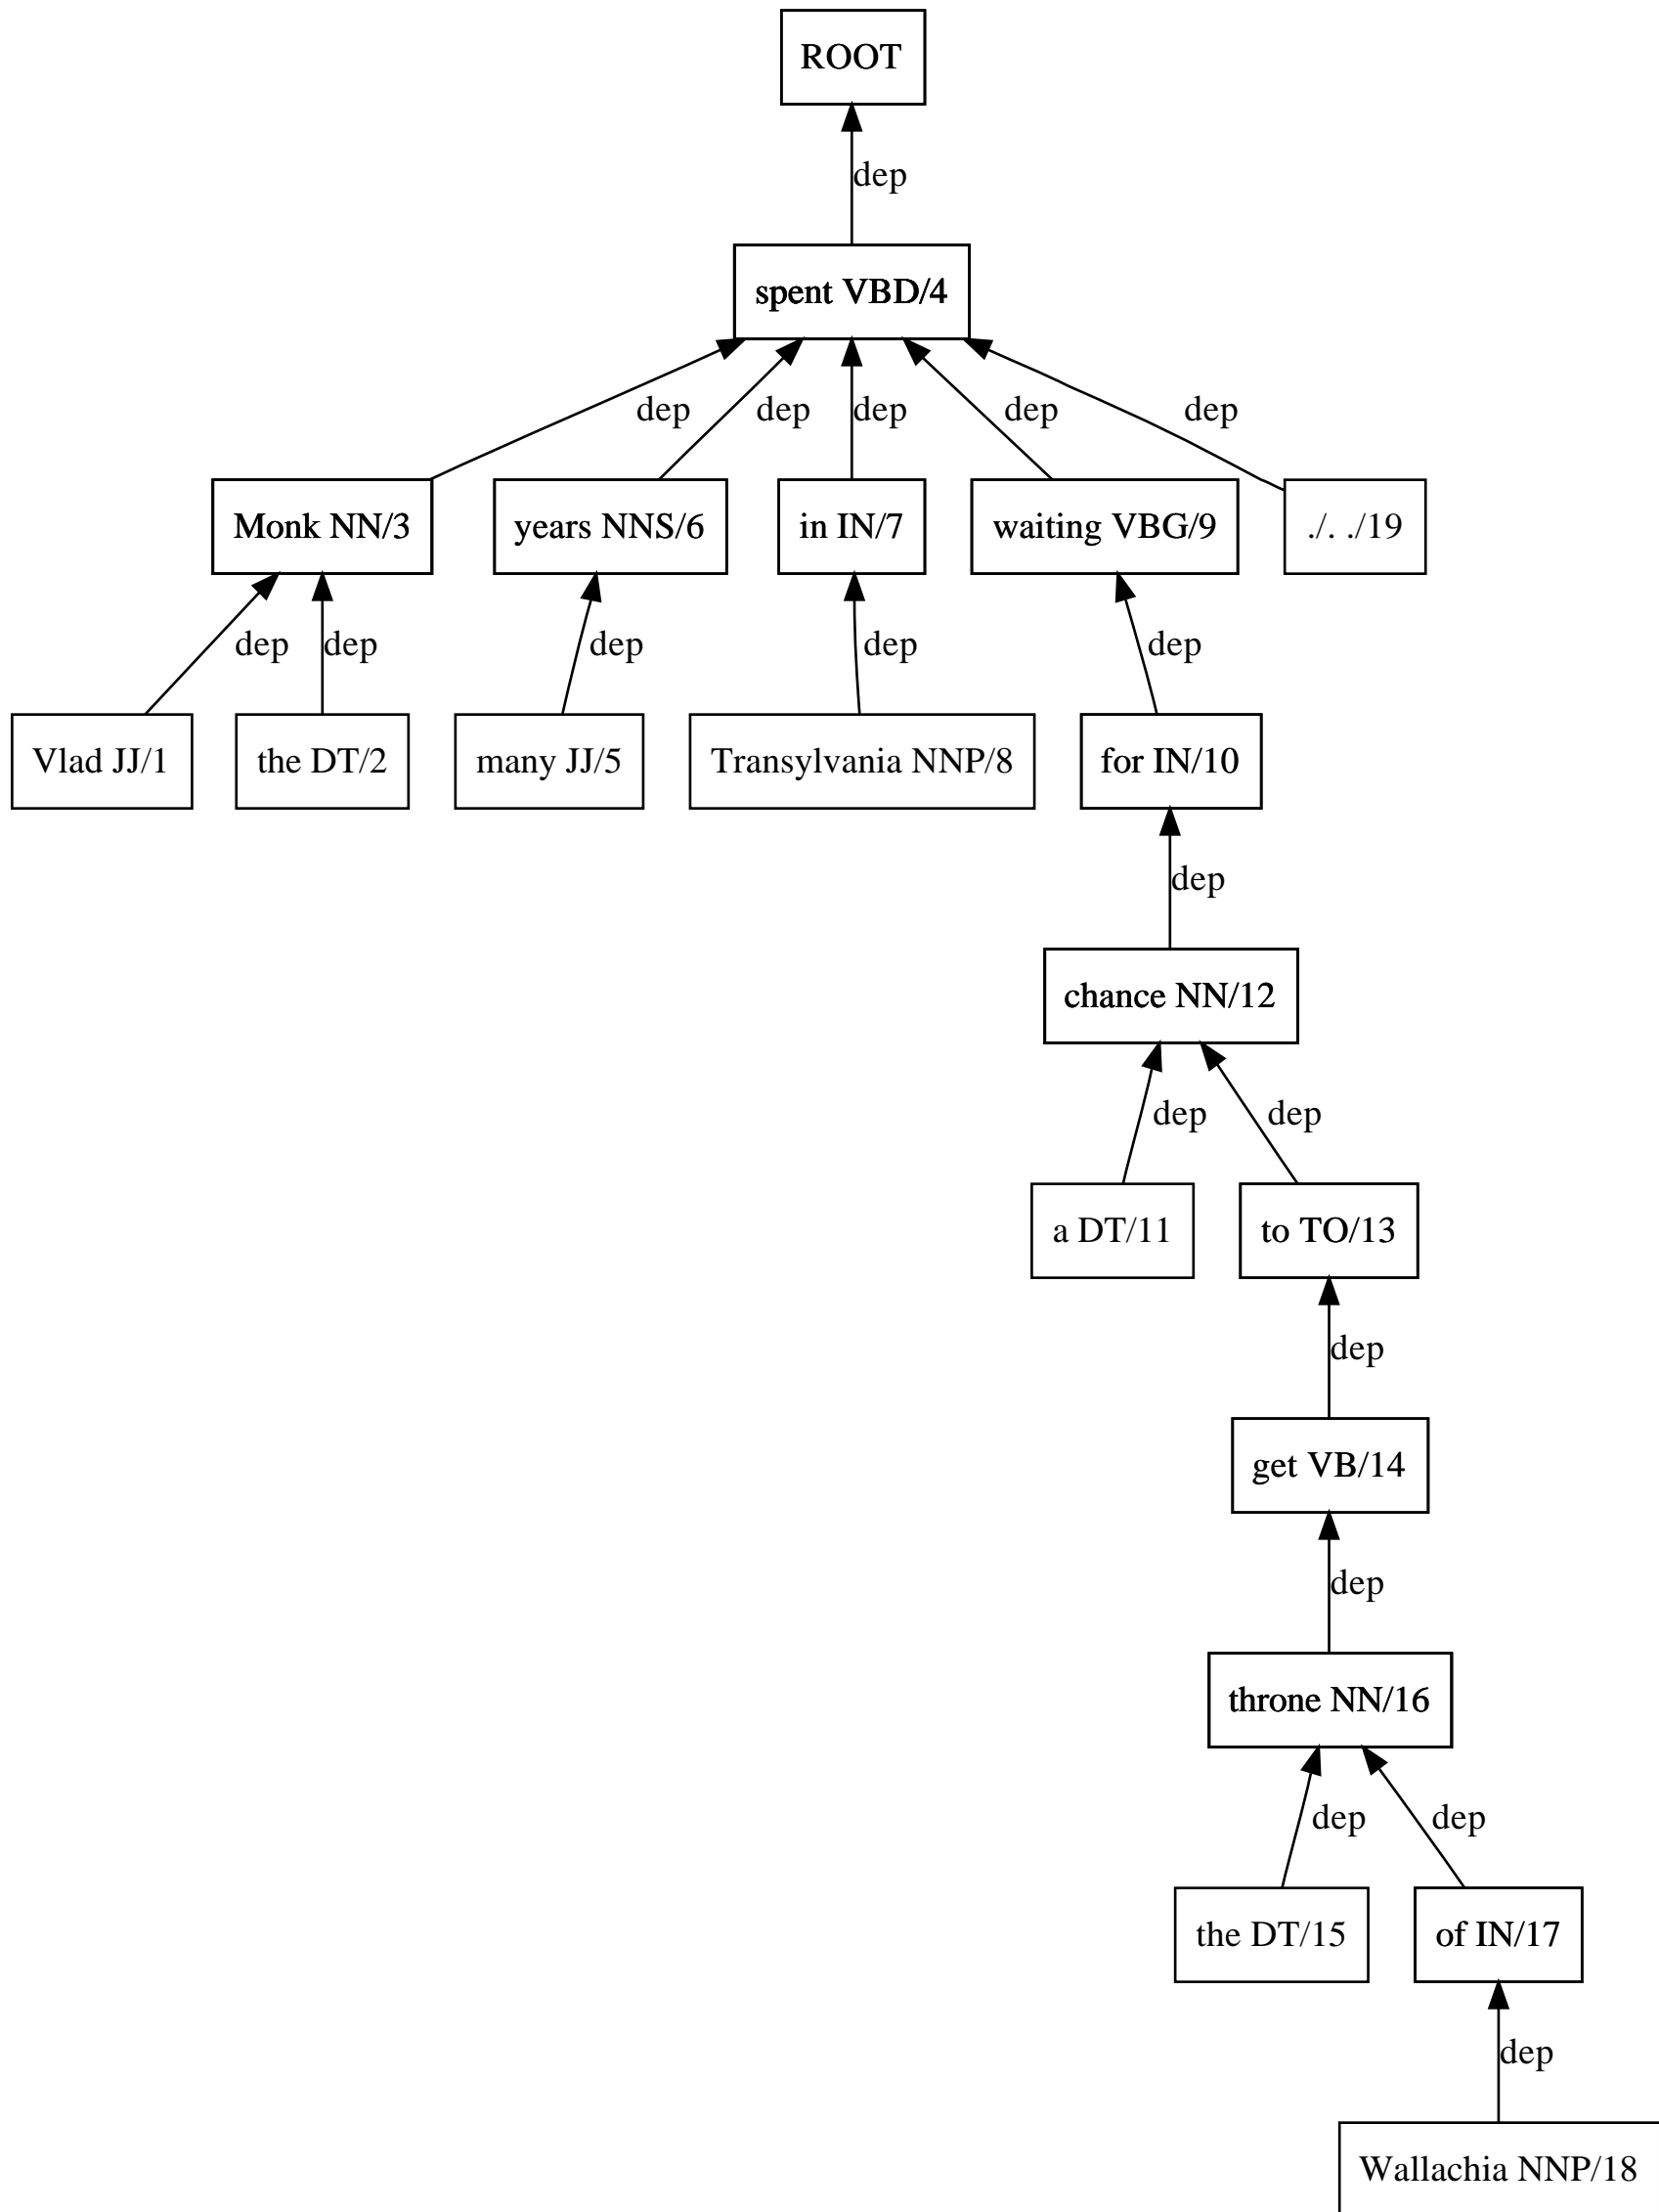 ROOT
dep
spent VBD/4
dep dep dep dep dep
Monk NN/3 years NNS/6 in IN/7 waiting VBG/9 ./. ./19
dep dep dep dep dep
Vlad JJ/1 the DT/2 many JJ/5 Transylvania NNP/8 for IN/10
dep
chance NN/12
dep dep
a DT/11 to TO/13
dep
get VB/14
dep
throne NN/16
dep dep
the DT/15 of IN/17
dep
Wallachia NNP/18